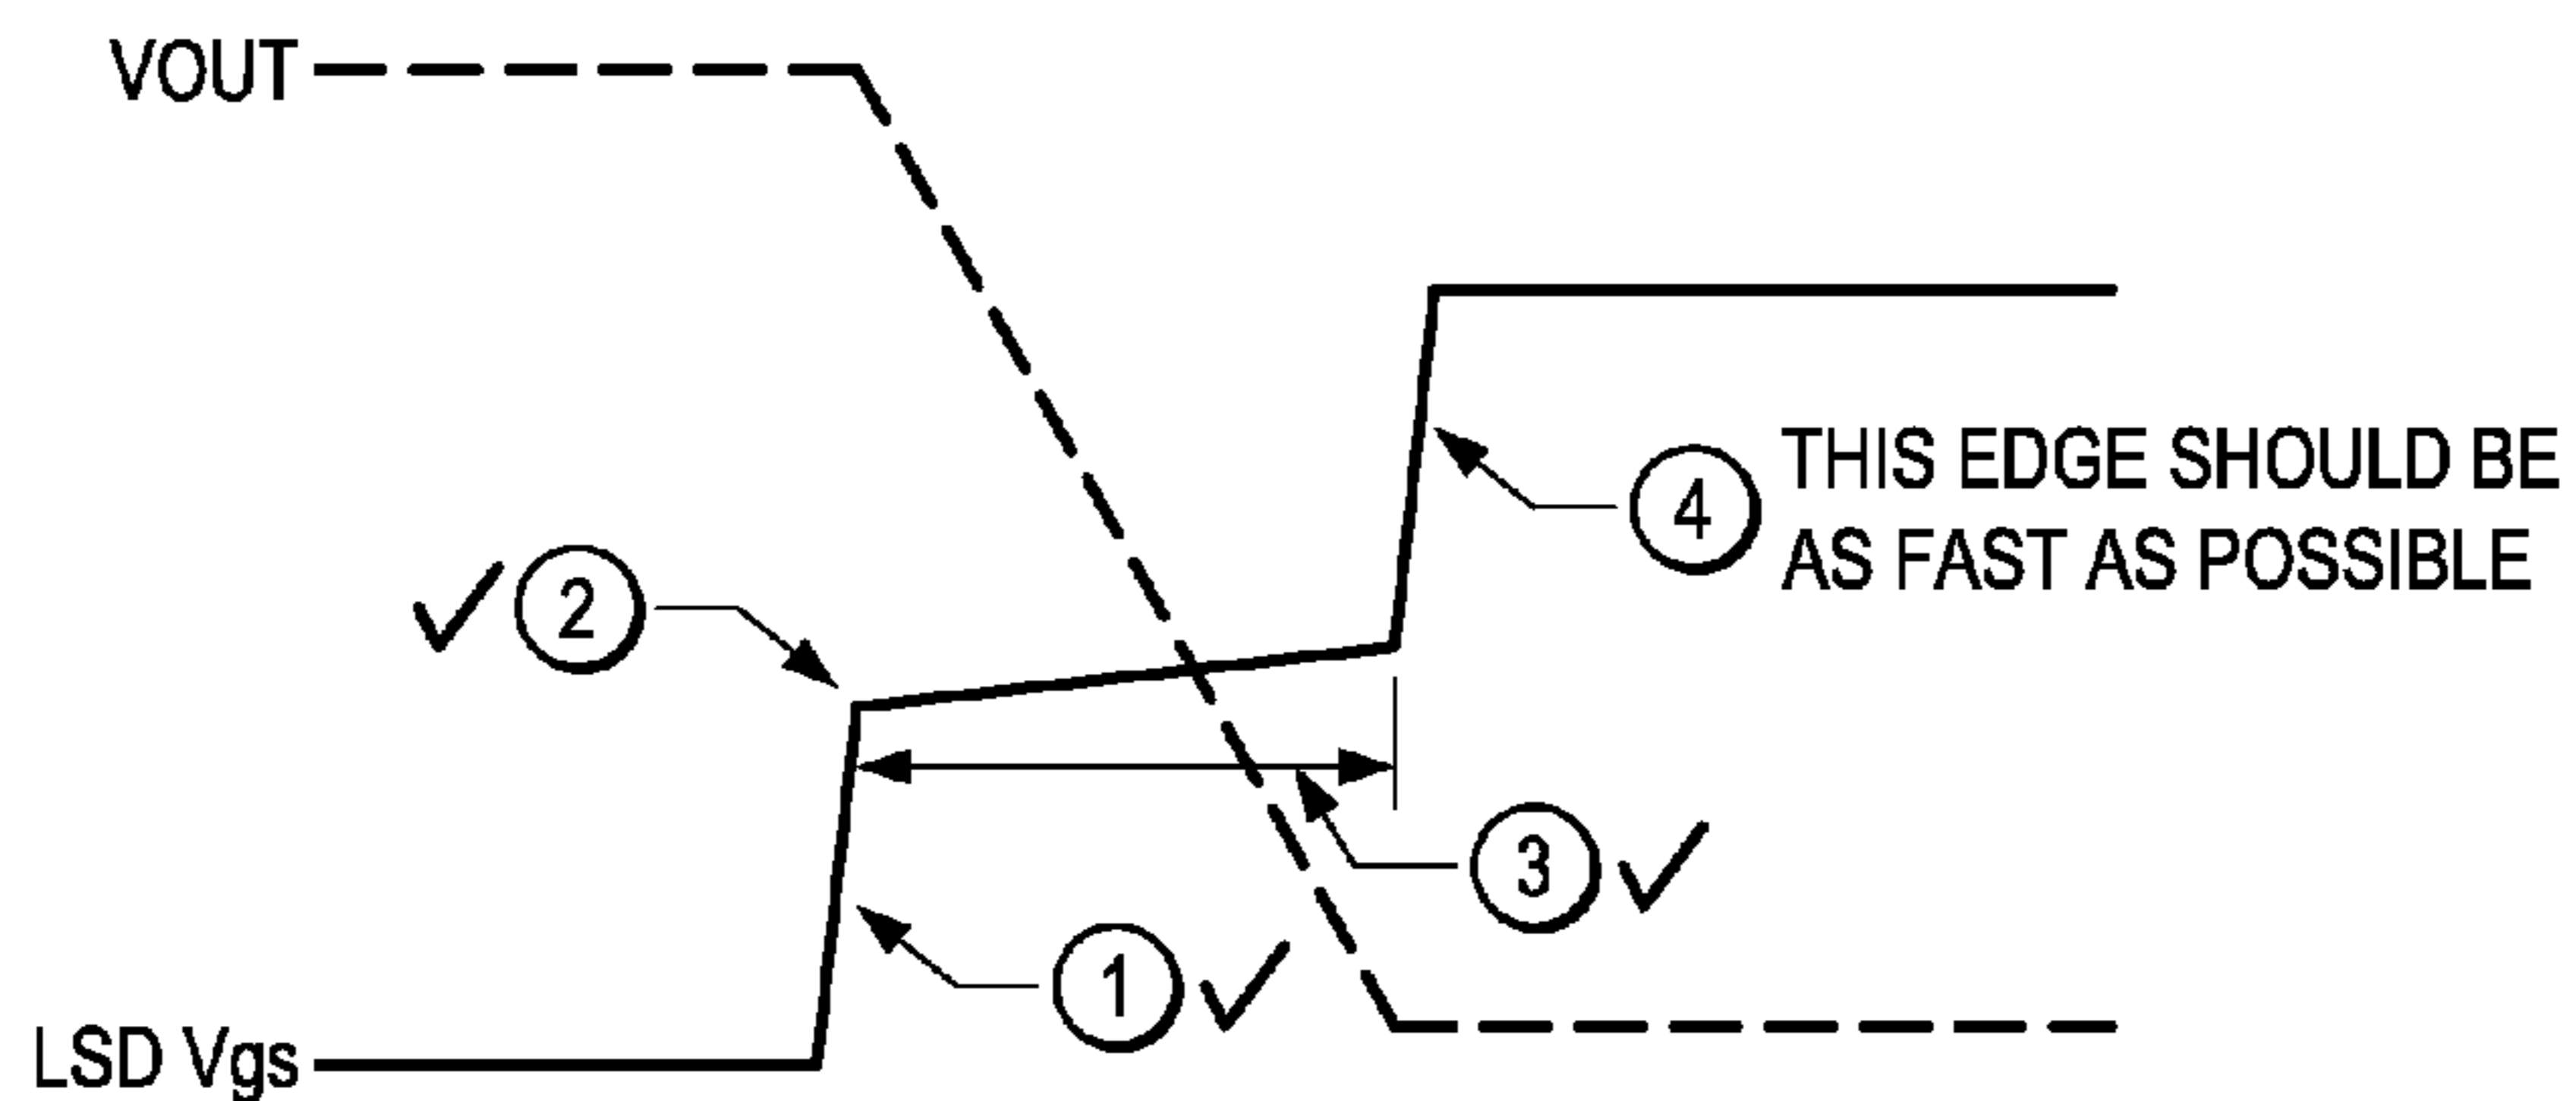 VOUT
4 THIS EDGE SHOULD BE
AS FAST AS POSSIBLE
✓ 2
3 ✓
1 ✓
LSD Vgs